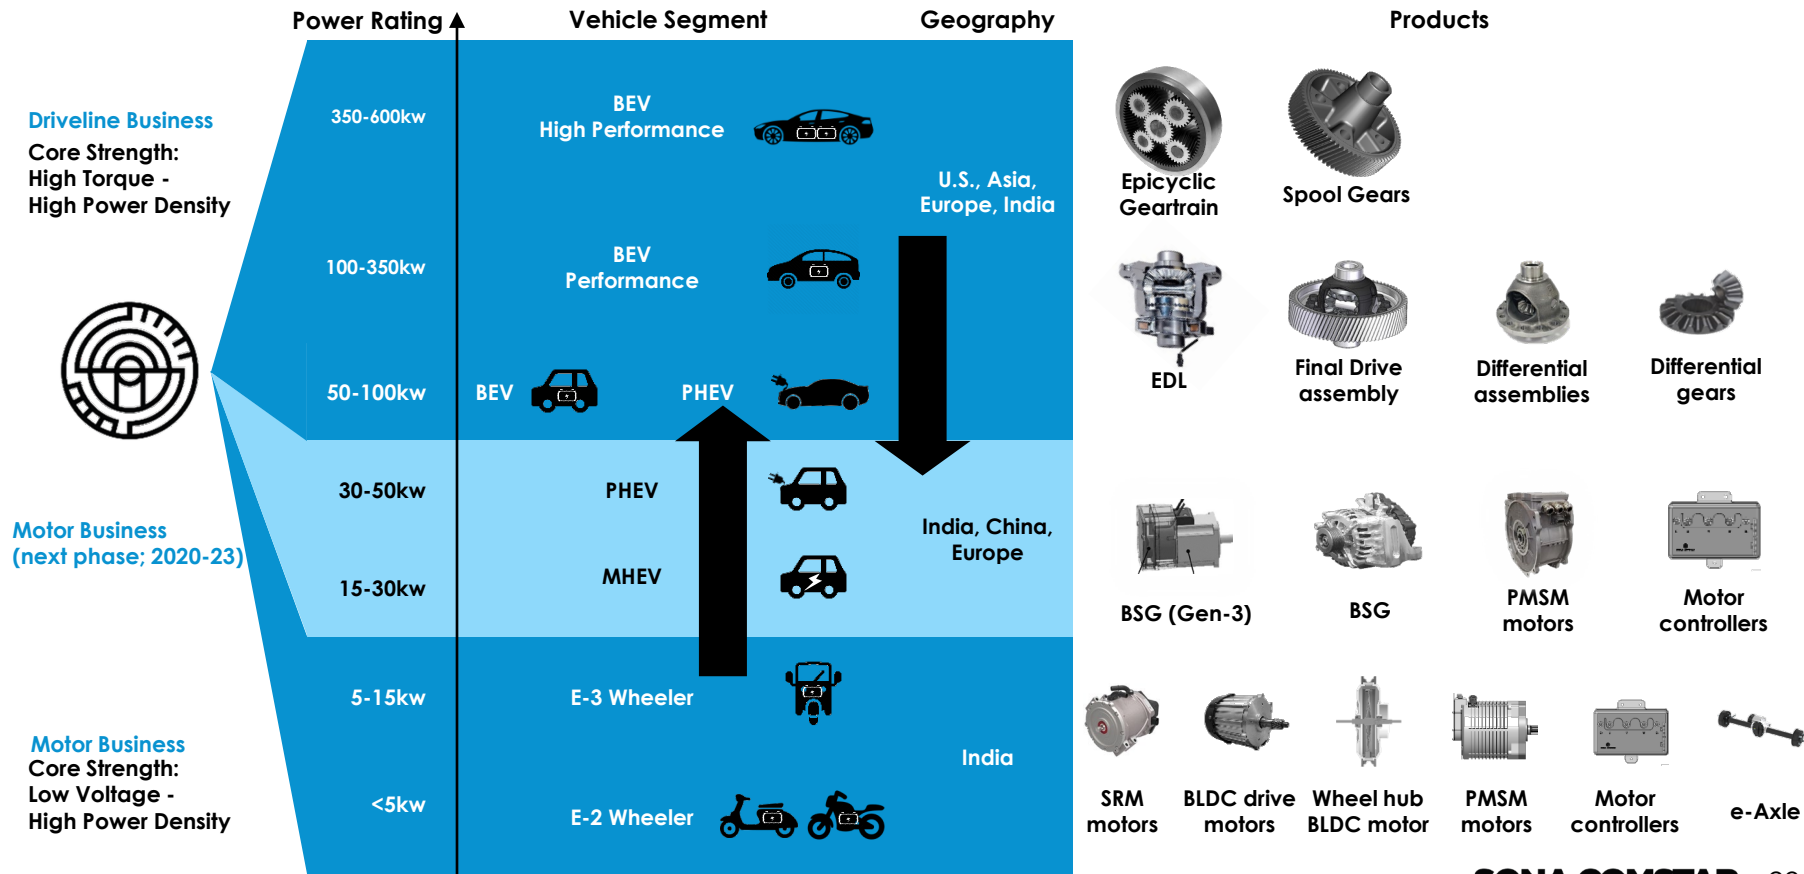 Power Rating
Vehicle Segment
Geography
Products
Driveline Business
Core Strength:
High Torque -
High Power Density
350-600kw
BEV
High Performance
U.S., Asia,
Europe, India
Epicyclic
Geartrain
Spool Gears
100-350kw
BEV
Performance
EDL
Final Drive
assembly
Differential
assemblies
Differential
gears
50-100kw
BEV
PHEV
Motor Business
(next phase; 2020-23)
30-50kw
PHEV
India, China,
Europe
15-30kw
MHEV
BSG (Gen-3)
BSG
PMSM
motors
Motor
controllers
5-15kw
E-3 Wheeler
Motor Business
Core Strength:
Low Voltage -
High Power Density
India
<5kw
E-2 Wheeler
SRM
motors
BLDC drive
motors
Wheel hub
BLDC motor
PMSM
motors
Motor
controllers
e-Axle
SONA COMSTAR